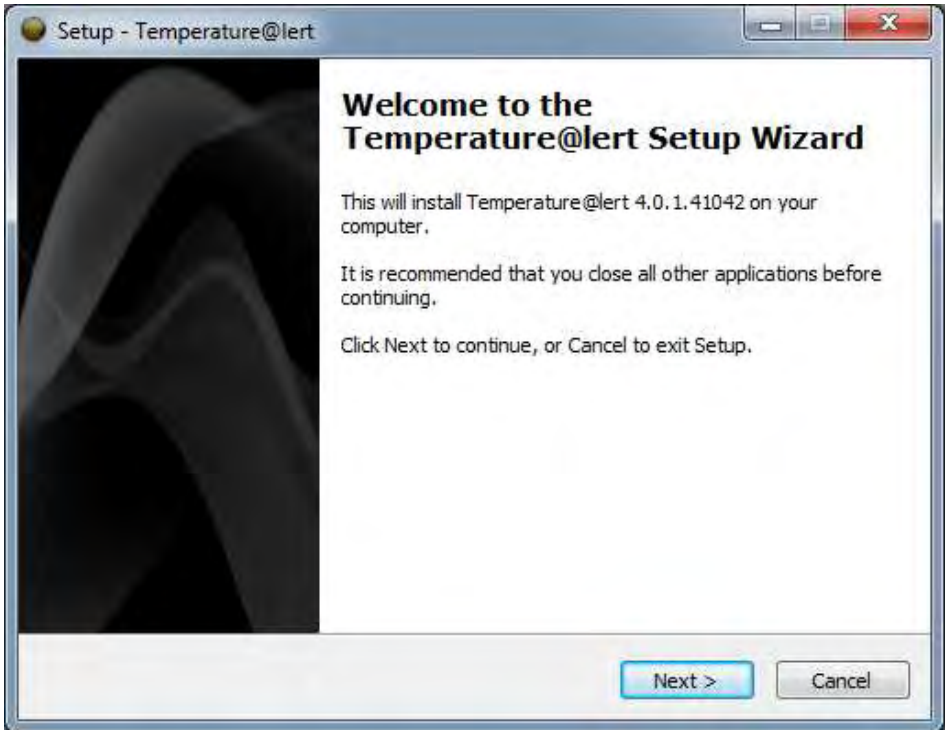 Setup - Temperature@lert
Welcome to the
Temperature@lert Setup Wizard
This will install Temperature@lert 4.0.1.41042 on your
computer.
It is recommended that you close all other applications before
continuing.
Click Next to continue, or Cancel to exit Setup.
Next >
Cancel